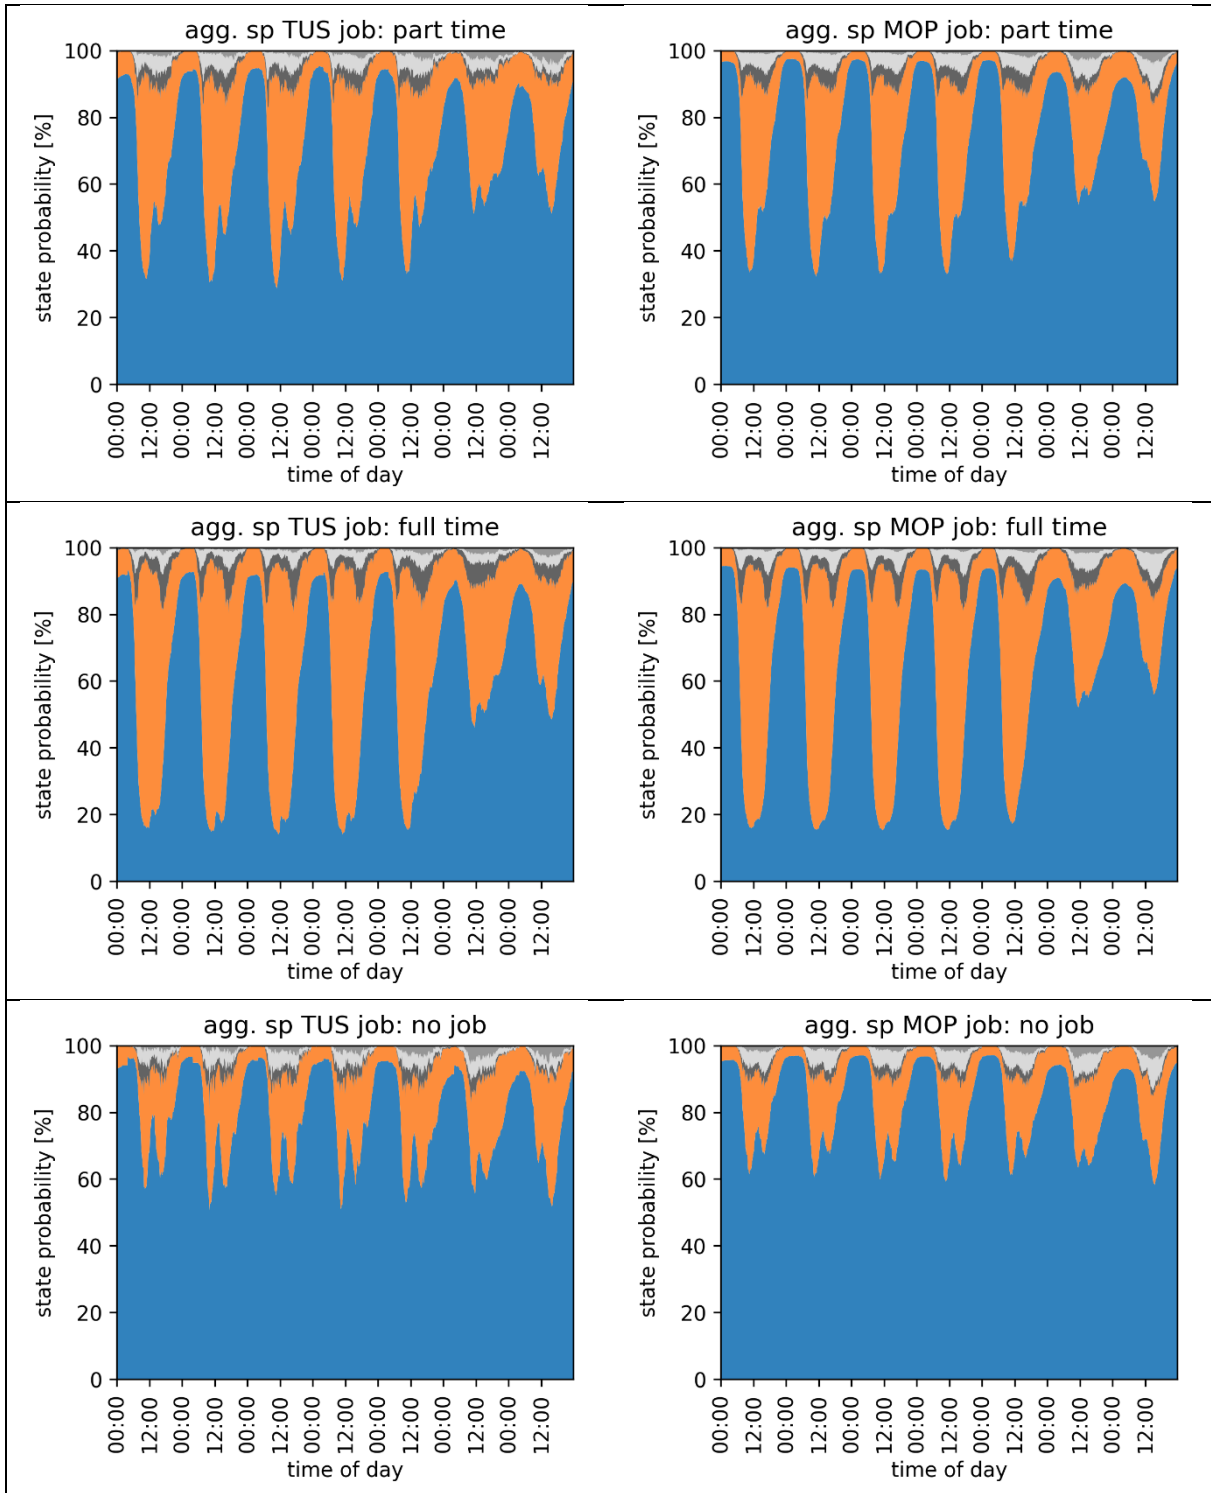 agg. sp TUS job: part time
100
80
60
40
20
0
state probability [%]
00:00 12:00 00:00 12:00 00:00 12:00 00:00 12:00 00:00 12:00 00:00 12:00 00:00 12:00
time of day
agg. sp MOP job: part time
100
80
60
40
20
0
state probability [%]
00:00 12:00 00:00 12:00 00:00 12:00 00:00 12:00 00:00 12:00 00:00 12:00 00:00 12:00
time of day
agg. sp TUS job: full time
100
80
60
40
20
0
state probability [%]
00:00 12:00 00:00 12:00 00:00 12:00 00:00 12:00 00:00 12:00 00:00 12:00 00:00 12:00
time of day
agg. sp MOP job: full time
100
80
60
40
20
0
state probability [%]
00:00 12:00 00:00 12:00 00:00 12:00 00:00 12:00 00:00 12:00 00:00 12:00 00:00 12:00
time of day
agg. sp TUS job: no job
100
80
60
40
20
0
state probability [%]
00:00 12:00 00:00 12:00 00:00 12:00 00:00 12:00 00:00 12:00 00:00 12:00 00:00 12:00
time of day
agg. sp MOP job: no job
100
80
60
40
20
0
state probability [%]
00:00 12:00 00:00 12:00 00:00 12:00 00:00 12:00 00:00 12:00 00:00 12:00 00:00 12:00
time of day